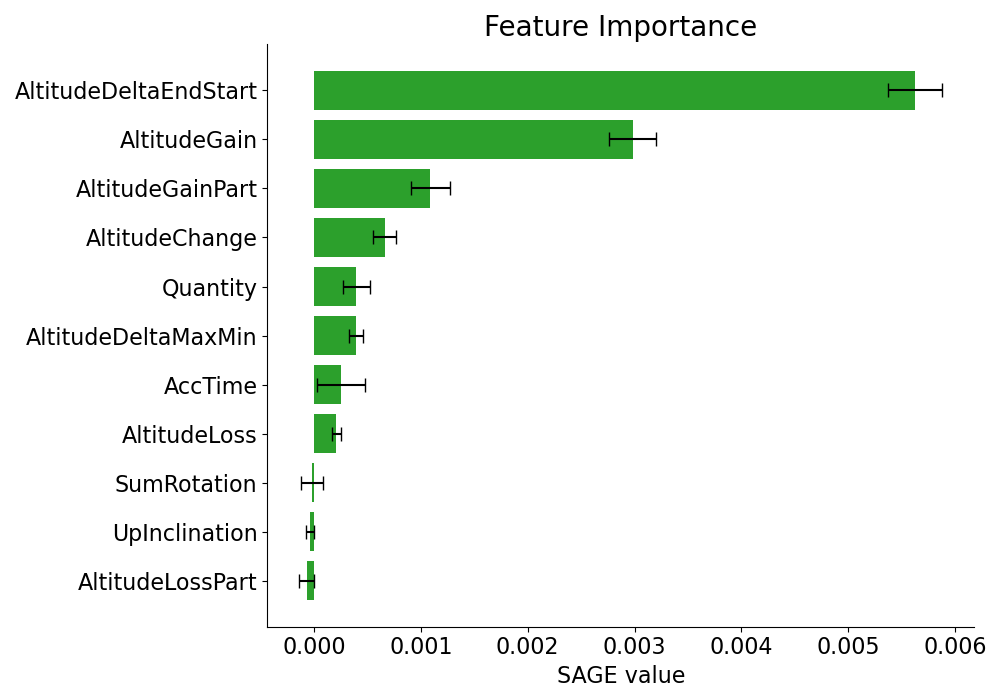 Feature Importance
AltitudeDeltaEndStart
AltitudeGain
AltitudeGainPart
AltitudeChange
Quantity
AltitudeDeltaMaxMin
AccTime
AltitudeLoss
SumRotation
UpInclination
AltitudeLossPart
0.000 0.001 0.002 0.003 0.004 0.005 0.006
SAGE value